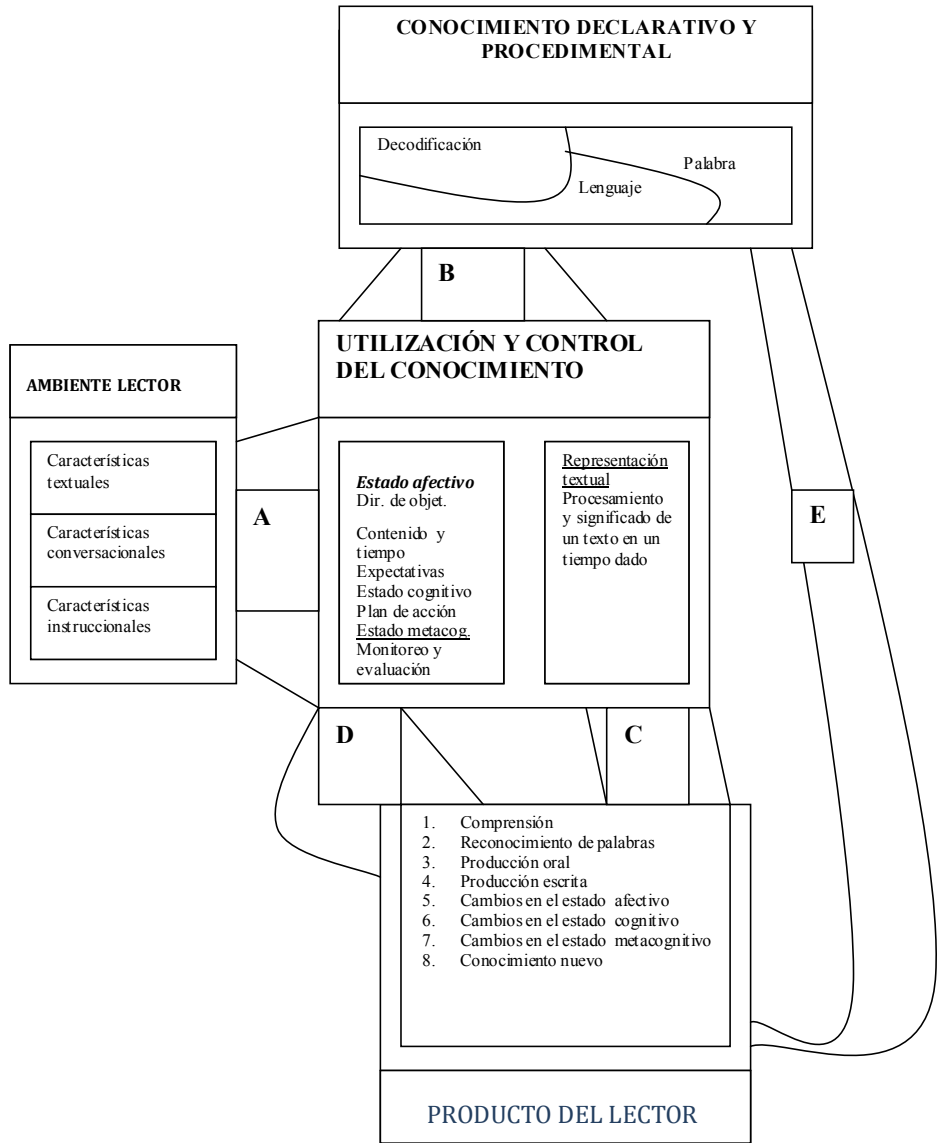 CONOCIMIENTO DECLARATIVO Y
PROCEDIMENTAL
Decodificación
Palabra
Lenguaje
B
UTILIZACIÓN Y CONTROL
DEL CONOCIMIENTO
AMBIENTE LECTOR
Características
textuales
Características
conversacionales
Características
instruccionales
A
Estado afectivo
Dir. de objet.
Contenido y
tiempo
Expectativas
Estado cognitivo
Plan de acción
Estado metacog.
Monitoreo y
evaluación
Representación
textual
Procesamiento
y significado de
un texto en un
tiempo dado
E
D
C
1. Comprensión
2. Reconocimiento de palabras
3. Producción oral
4. Producción escrita
5. Cambios en el estado afectivo
6. Cambios en el estado cognitivo
7. Cambios en el estado metacognitivo
8. Conocimiento nuevo
PRODUCTO DEL LECTOR